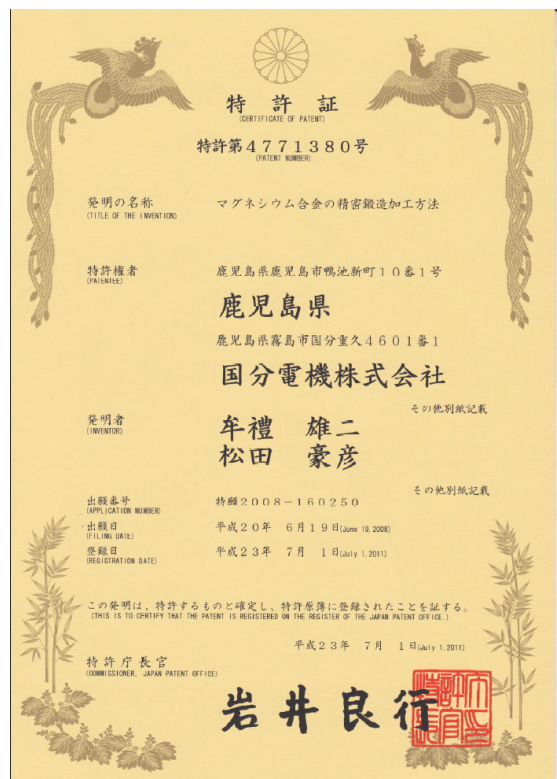 特許証
(CERTIFICATE OF PATENT)
特許第4771380号
(PATENT NUMBER)
発明の名称
(TITLE OF THE INVENTION)
マグネシウム合金の精密鍛造加工方法
特許権者
(PATENTEE)
鹿児島県鹿児島市鴨池新町10番1号
鹿児島県
鹿児島県霧島市国分重久4601番1
国分電機株式会社
その他別紙記載
発明者
(INVENTOR)
牟禮 雄二
松田 豪彦
その他別紙記載
出願番号
(APPLICATION NUMBER)
特願2008-160250
出願日
(FILING DATE)
平成20年 6月19日(June 19,2008)
登録日
(REGISTRATION DATE)
平成23年 7月 1日(July 1,2011)
この発明は、特許するものと確定し、特許原簿に登録されたことを証する。
(THIS IS TO CERTIFY THAT THE PATENT IS REGISTERED ON THE REGISTER OF THE JAPAN PATENT OFFICE.)
平成23年 7月 1日(July 1,2011)
特許庁長官
(COMMISSIONER, JAPAN PATENT OFFICE)
岩井良行